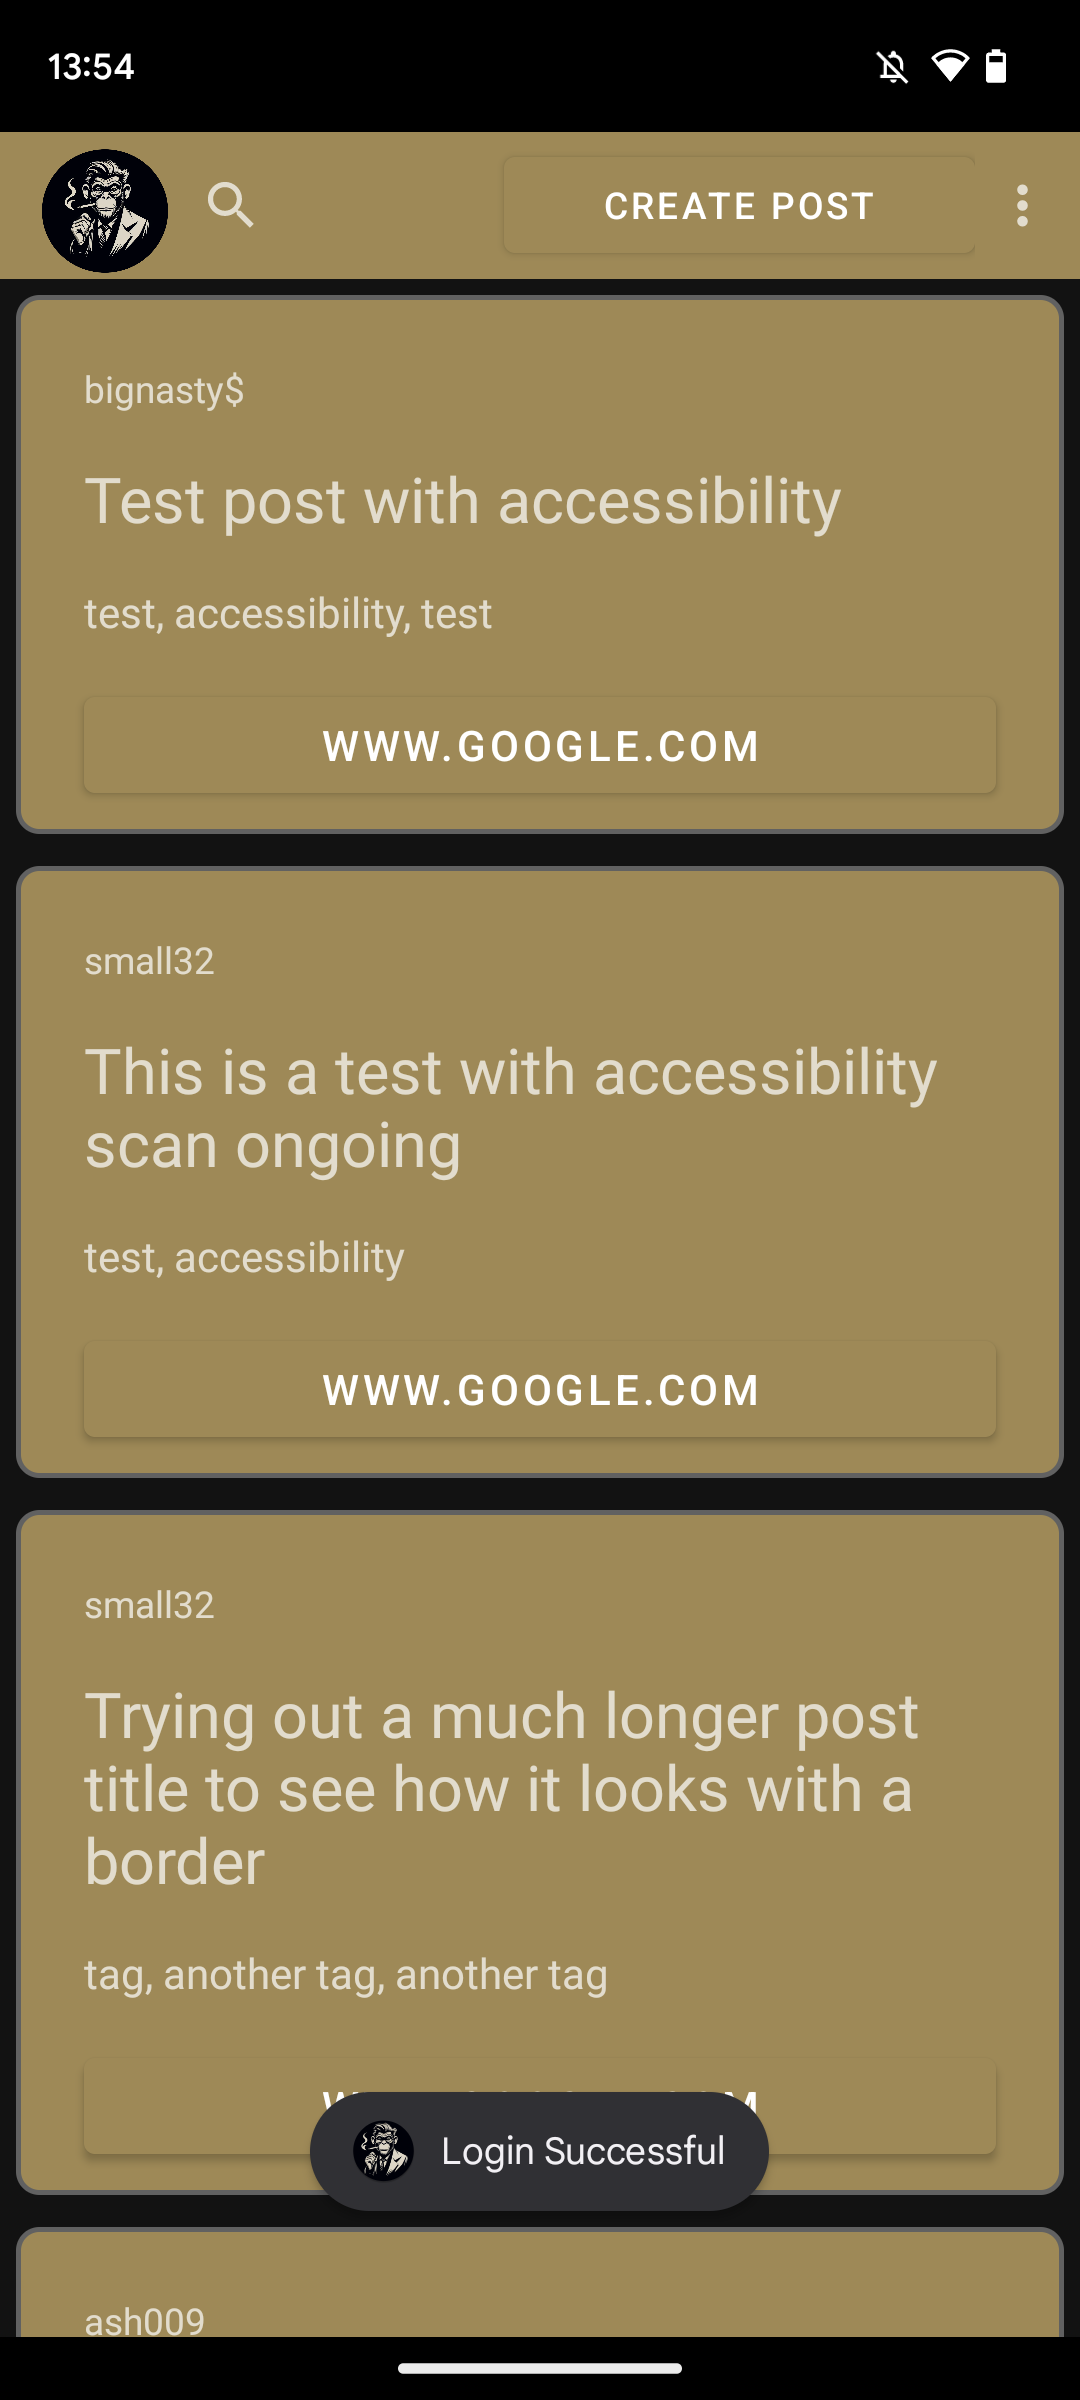 13:54
CREATE POST
bignasty$
Test post with accessibility
test, accessibility, test
WWW.GOOGLE.COM
small32
This is a test with accessibility
scan ongoing
test, accessibility
WWW.GOOGLE.COM
small32
Trying out a much longer post
title to see how it looks with a
border
tag, another tag, another tag
Login Successful
ash009